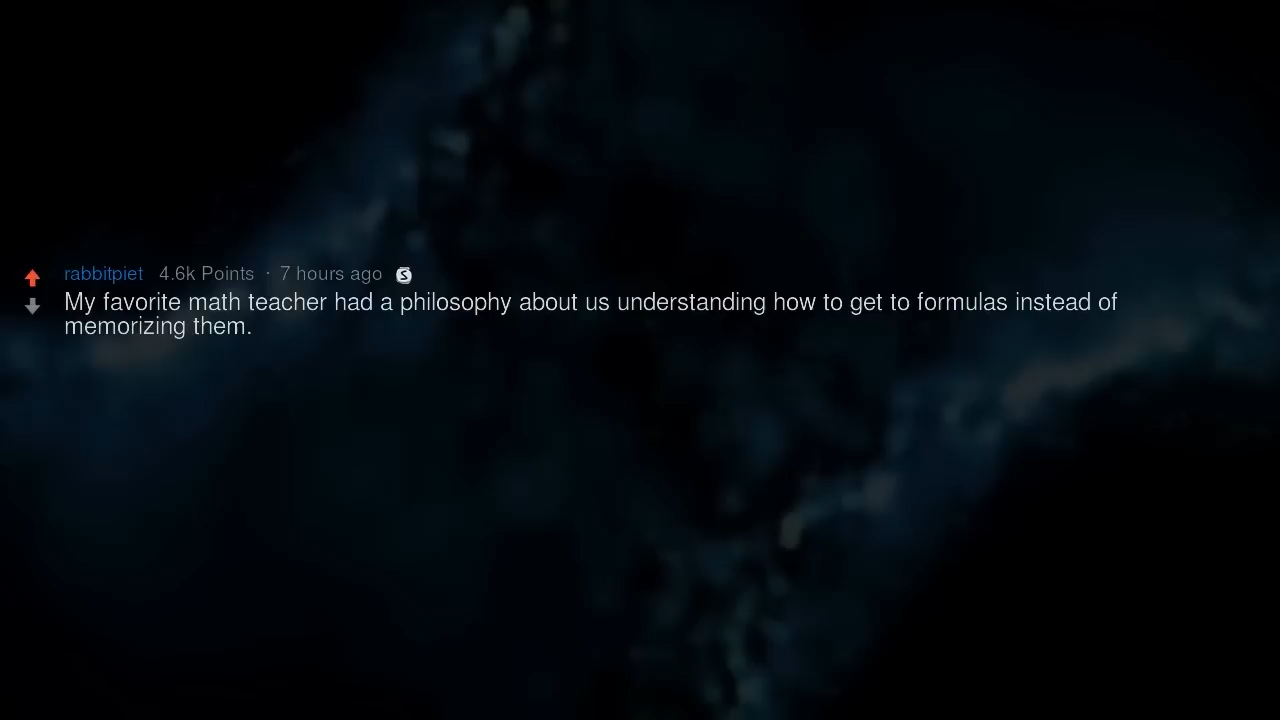 rabbitpiet 4.6k Points · 7 hours ago S
My favorite math teacher had a philosophy about us understanding how to get to formulas instead of
memorizing them.